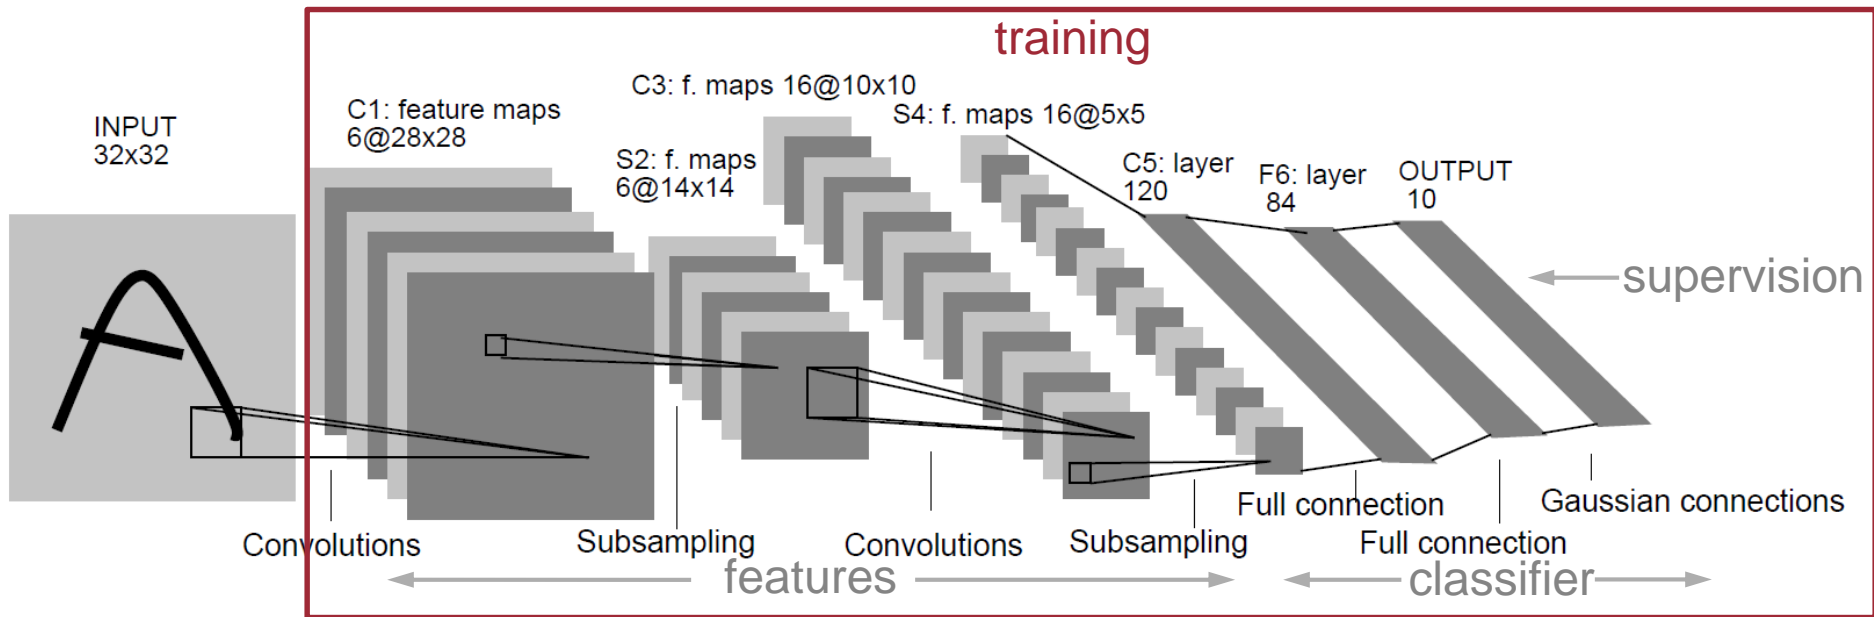 training
INPUT
32x32
C1: feature maps
6@28x28
S2: f. maps
6@14x14
C3: f. maps 16@10x10
S4: f. maps 16@5x5
C5: layer
120
F6: layer
84
OUTPUT
10
supervision
Convolutions
Subsampling
Convolutions
Subsampling
Full connection
Full connection
Gaussian connections
features
classifier